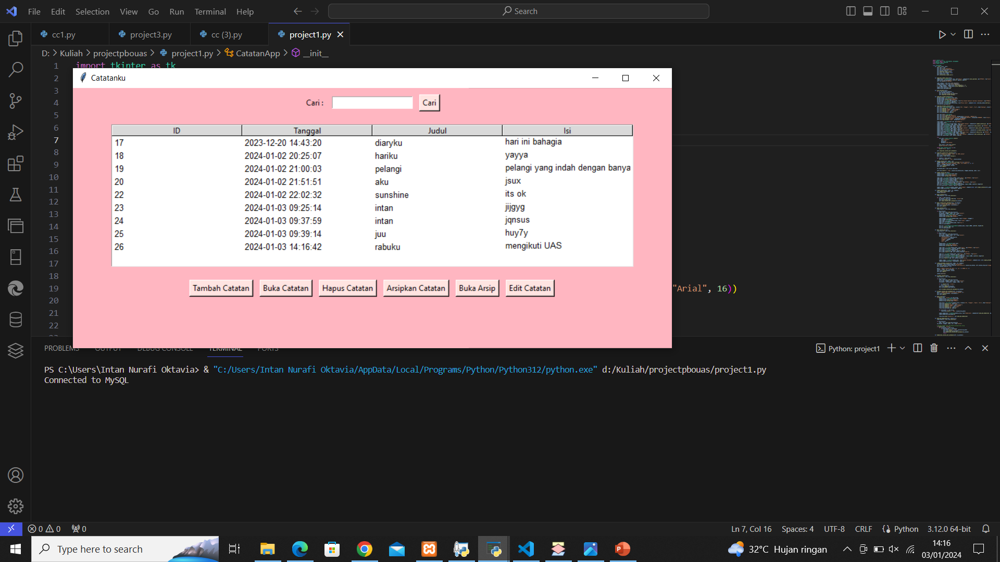 File Edit Selection View Go Run Terminal Help
Search
cc1.py project3.py cc (3).py project1.py
D: > Kuliah > projectpbouas > project1.py > CatatanApp > __init__
1 import tkinter as tk
2
3
4
5
6
7
8
9
10
11
12
13
14
15
16
17
18
19 "Arial", 16))
20
21
22
Catatanku
Cari : Cari
ID Tanggal Judul Isi
17 2023-12-20 14:43:20 diaryku hari ini bahagia
18 2024-01-02 20:25:07 hariku yayya
19 2024-01-02 21:00:03 pelangi pelangi yang indah dengan banya
20 2024-01-02 21:51:51 aku jsux
22 2024-01-02 22:02:32 sunshine its ok
23 2024-01-03 09:25:14 intan jijgyg
24 2024-01-03 09:37:59 intan jqnsus
25 2024-01-03 09:39:14 juu huy7y
26 2024-01-03 14:16:42 rabuku mengikuti UAS
Tambah Catatan Buka Catatan Hapus Catatan Arsipkan Catatan Buka Arsip Edit Catatan
PROBLEMS OUTPUT DEBUG CONSOLE TERMINAL PORTS
Python: project1
PS C:\Users\Intan Nurafi Oktavia> & "C:/Users/Intan Nurafi Oktavia/AppData/Local/Programs/Python/Python312/python.exe" d:/Kuliah/projectpbouas/project1.py
Connected to MySQL
0 0 0
Ln 7, Col 16 Spaces: 4 UTF-8 CRLF Python 3.12.0 64-bit
Type here to search
32°C Hujan ringan
14:16
03/01/2024